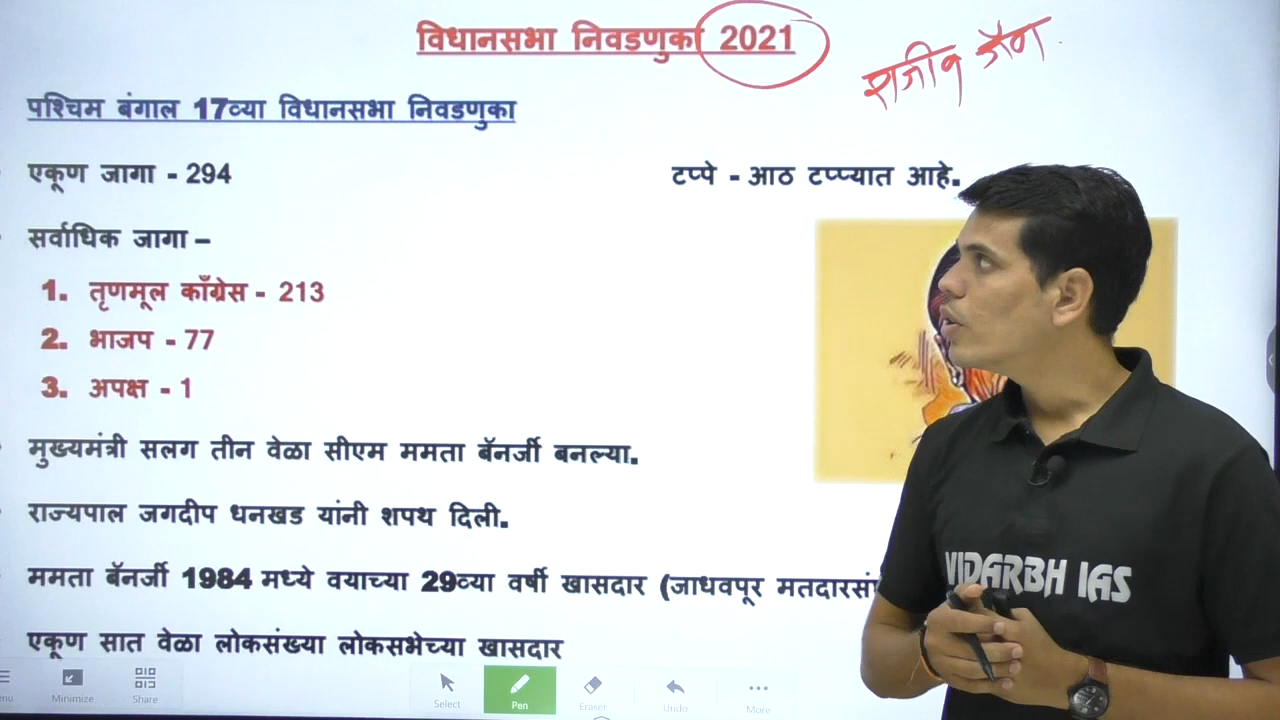 विधानसभा निवडणुका 2021
राजीव जैन
पश्चिम बंगाल 17व्या विधानसभा निवडणुका
एकूण जागा - 294
टप्पे - आठ टप्प्यात आहे.
सर्वाधिक जागा –
1. तृणमूल काँग्रेस - 213
2. भाजप - 77
3. अपक्ष - 1
मुख्यमंत्री सलग तीन वेळा सीएम ममता बॅनर्जी बनल्या.
राज्यपाल जगदीप धनखड यांनी शपथ दिली.
ममता बॅनर्जी 1984 मध्ये वयाच्या 29व्या वर्षी खासदार (जाधवपूर
एकूण सात वेळा लोकसंख्या लोकसभेच्या खासदार
VIDARBH IAS
Minimize
Share
Select
Pen
Eraser
Undo
More